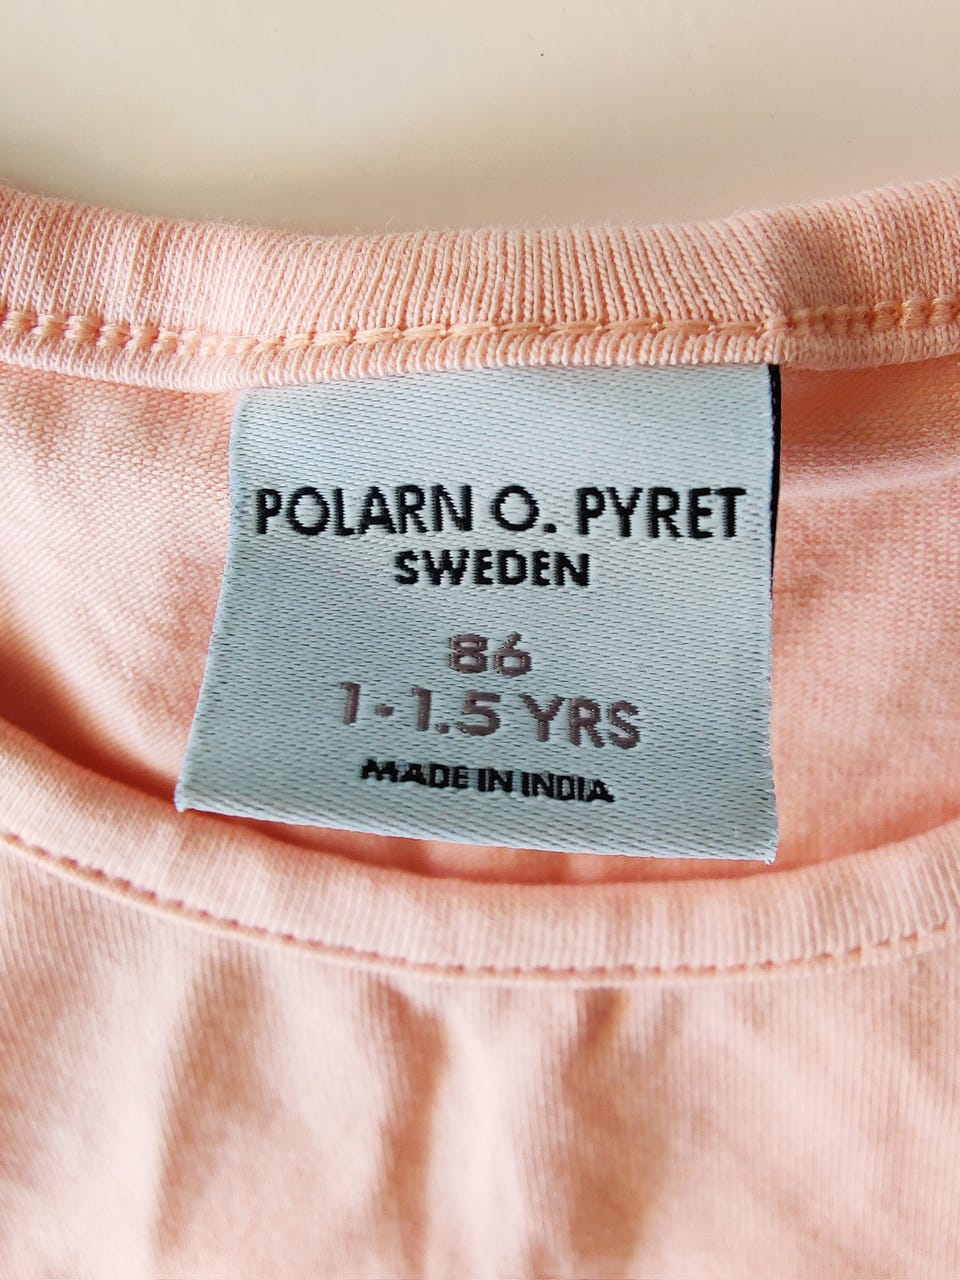 POLARN O. PYRET
SWEDEN
86
1-1.5 YRS
MADE IN INDIA